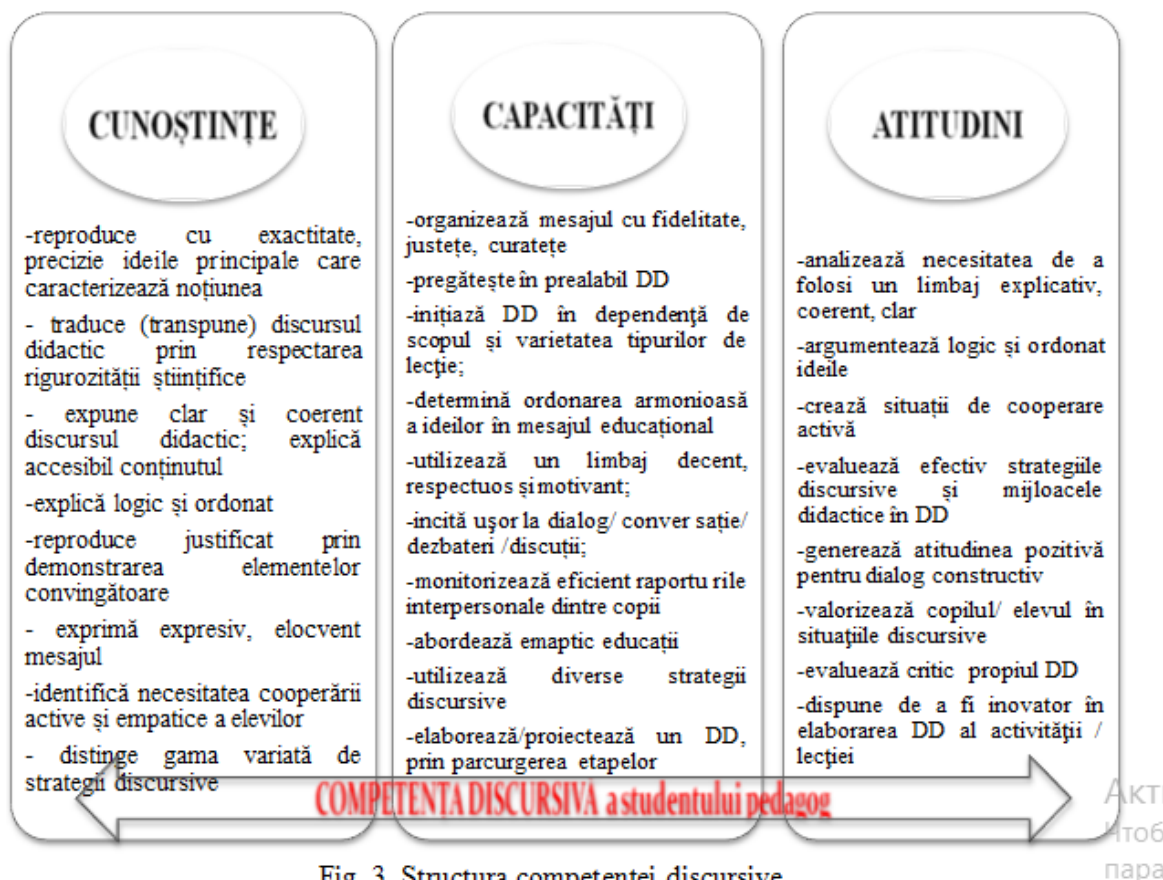 CUNOȘTINȚE
-reproduce cu exactitate,
precizie ideile principale care
caracterizează noțiunea
- traduce (transpune) discursul
didactic prin respectarea
rigurozității științifice
- expune clar și coerent
discursul didactic; explică
accesibil conținutul
-explică logic și ordonat
-reproduce justificat prin
demonstrarea elementelor
convingătoare
- exprimă expresiv, elocvent
mesajul
-identifică necesitatea cooperării
active și empatice a elevilor
- distinge gama variată de
strategii discursive
CAPACITĂȚI
-organizează mesajul cu fidelitate,
justețe, curatețe
-pregătește în prealabil DD
-inițiază DD în dependenţă de
scopul și varietatea tipurilor de
lecţie;
-determină ordonarea armonioasă
a ideilor în mesajul educațional
-utilizează un limbaj decent,
respectuos și motivant;
-incită uşor la dialog/ conver sație/
dezbateri /discuții;
-monitorizează eficient raportu rile
interpersonale dintre copii
-abordează emaptic educații
-utilizează diverse strategii
discursive
-elaborează/proiectează un DD,
prin parcurgerea etapelor
ATITUDINI
-analizează necesitatea de a
folosi un limbaj explicativ,
coerent, clar
-argumentează logic și ordonat
ideile
-crează situații de cooperare
activă
-evaluează efectiv strategiile
discursive și mijloacele
didactice în DD
-generează atitudinea pozitivă
pentru dialog constructiv
-valorizează copilul/ elevul în
situaţiile discursive
-evaluează critic propiul DD
-dispune de a fi inovator în
elaborarea DD al activităţii /
lecţiei
COMPETENȚA DISCURSIVĂ a studentului pedagog
Fig. 3. Structura competenței discursive